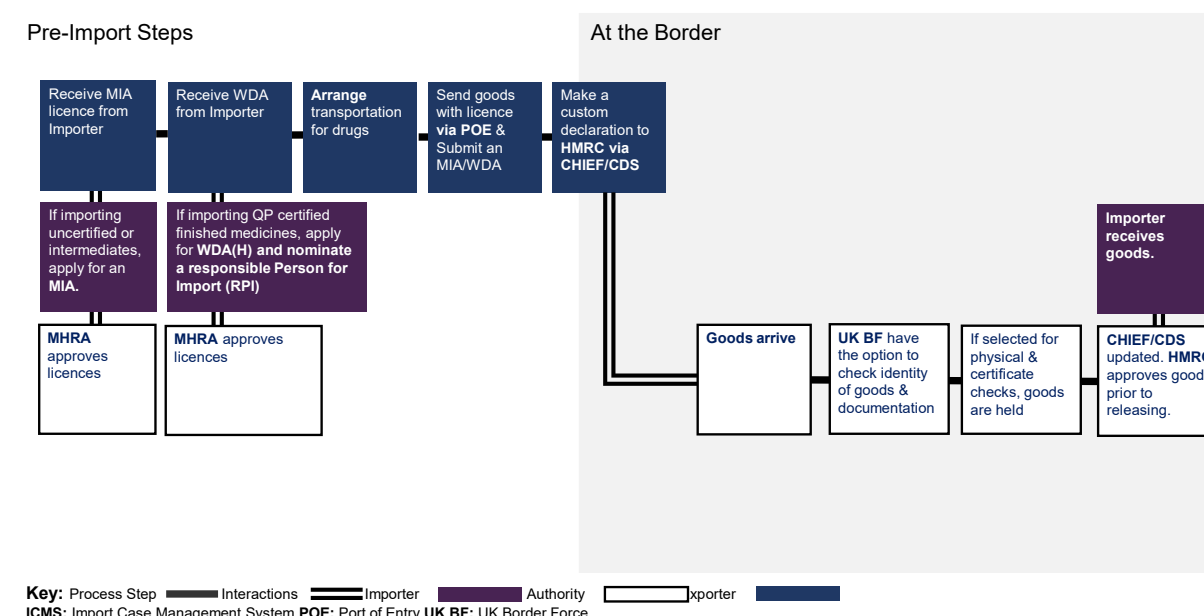 Pre-Import Steps
At the Border
Receive MIA
licence from
Importer
Receive WDA
from Importer
Arrange
transportation
for drugs
Send goods
with licence
via POE &
Submit an
MIA/WDA
Make a
custom
declaration to
HMRC via
CHIEF/CDS
If importing
uncertified or
intermediates,
apply for an
MIA.
If importing QP certified
finished medicines, apply
for WDA(H) and nominate
a responsible Person for
Import (RPI)
Importer
receives
goods.
MHRA
approves
licences
MHRA approves
licences
Goods arrive
UK BF have
the option to
check identity
of goods &
documentation
If selected for
physical &
certificate
checks, goods
are held
CHIEF/CDS
updated. HMRC
approves good
prior to
releasing.
Key: Process Step Interactions Importer Authority xporter
ICMS: Import Case Management System POE: Port of Entry UK BF: UK Border Force